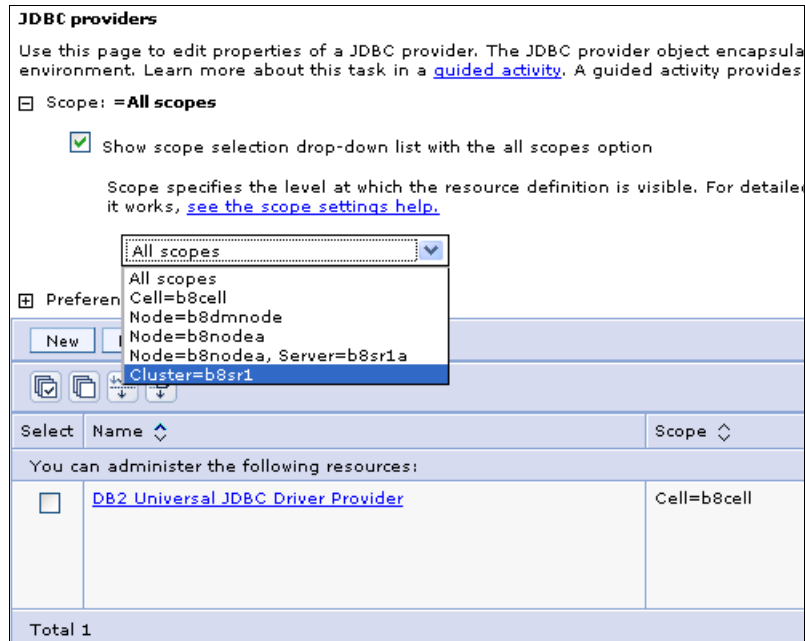 JDBC providers
Use this page to edit properties of a JDBC provider. The JDBC provider object encapsula
environment. Learn more about this task in a guided activity. A guided activity provides
Scope: =All scopes
Show scope selection drop-down list with the all scopes option
Scope specifies the level at which the resource definition is visible. For detailed
it works, see the scope settings help.
All scopes
All scopes
Cell=b8cell
Node=b8dmnode
Node=b8nodea
Node=b8nodea, Server=b8sr1a
Cluster=b8sr1
Preferen
New
Select Name Scope
You can administer the following resources:
DB2 Universal JDBC Driver Provider Cell=b8cell
Total 1